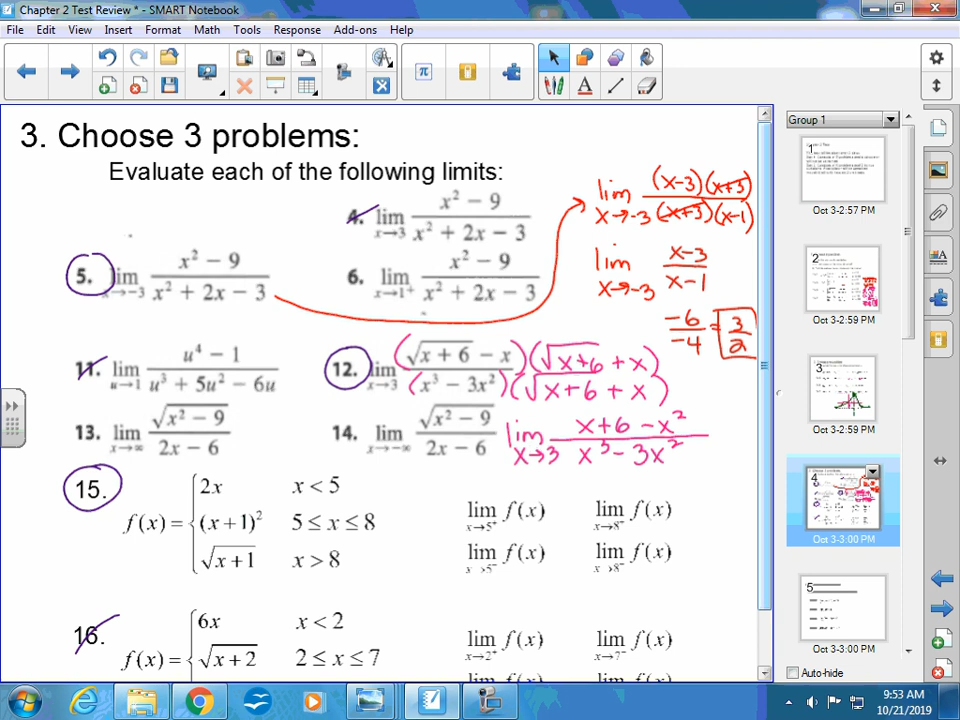 Chapter 2 Test Review * - SMART Notebook
File Edit View Insert Format Math Tools Response Add-ons Help
π
3. Choose 3 problems:
Evaluate each of the following limits:
4. lim x→3 (x² − 9)/(x² + 2x − 3)
lim x→-3 (x-3)(x+3)/(x+3)(x-1)
5. lim x→−3 (x² − 9)/(x² + 2x − 3)
6. lim x→1⁺ (x² − 9)/(x² + 2x − 3)
lim x→-3 (x-3)/(x-1)
-6/-4 = 3/2
11. lim u→1 (u⁴ − 1)/(u³ + 5u² − 6u)
12. lim x→3 (√(x + 6) − x)(√(x+6) + x)/(x³ − 3x²)(√(x+6) + x)
13. lim x→∞ √(x² − 9)/(2x − 6)
14. lim x→−∞ √(x² − 9)/(2x − 6)
lim x→3 (x+6 - x²)/(x³ - 3x²)
15.
f(x) = { 2x x < 5
(x+1)² 5 ≤ x ≤ 8
√(x+1) x > 8
lim x→5⁺ f(x) lim x→8⁺ f(x)
lim x→5⁻ f(x) lim x→8⁻ f(x)
16.
f(x) = { 6x x < 2
√(x+2) 2 ≤ x ≤ 7
lim x→2⁺ f(x) lim x→7⁺ f(x)
lim f(x) lim f(x)
Group 1
1
Oct 3-2:57 PM
2
Oct 3-2:59 PM
3
Oct 3-2:59 PM
4
Oct 3-3:00 PM
5
Oct 3-3:00 PM
Auto-hide
9:53 AM
10/21/2019